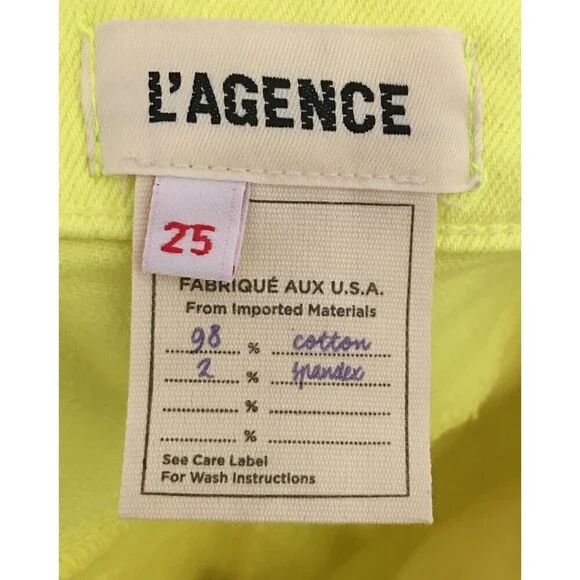 L'AGENCE
25
FABRIQUÉ AUX U.S.A.
From Imported Materials
98 % cotton
2 % spandex
%
%
See Care Label
For Wash Instructions